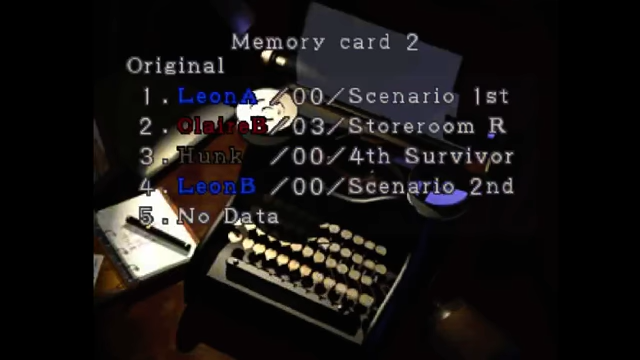 Memory card 2
Original
1. LeonA /00/Scenario 1st
2. ClaireB/03/Storeroom R
3. Hunk /00/4th Survivor
4. LeonB /00/Scenario 2nd
5. No Data